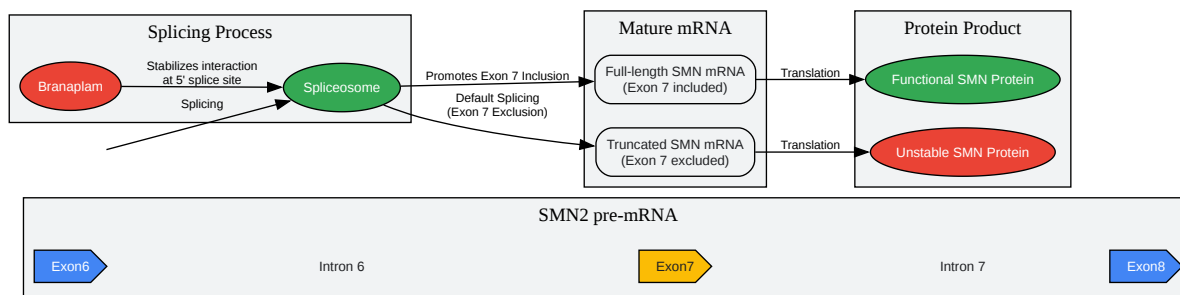 Splicing Process
Mature mRNA
Protein Product
Branaplam
Stabilizes interaction
at 5' splice site
Splicing
Spliceosome
Promotes Exon 7 Inclusion
Default Splicing
(Exon 7 Exclusion)
Full-length SMN mRNA
(Exon 7 included)
Translation
Functional SMN Protein
Truncated SMN mRNA
(Exon 7 excluded)
Translation
Unstable SMN Protein
SMN2 pre-mRNA
Exon6
Intron 6
Exon7
Intron 7
Exon8